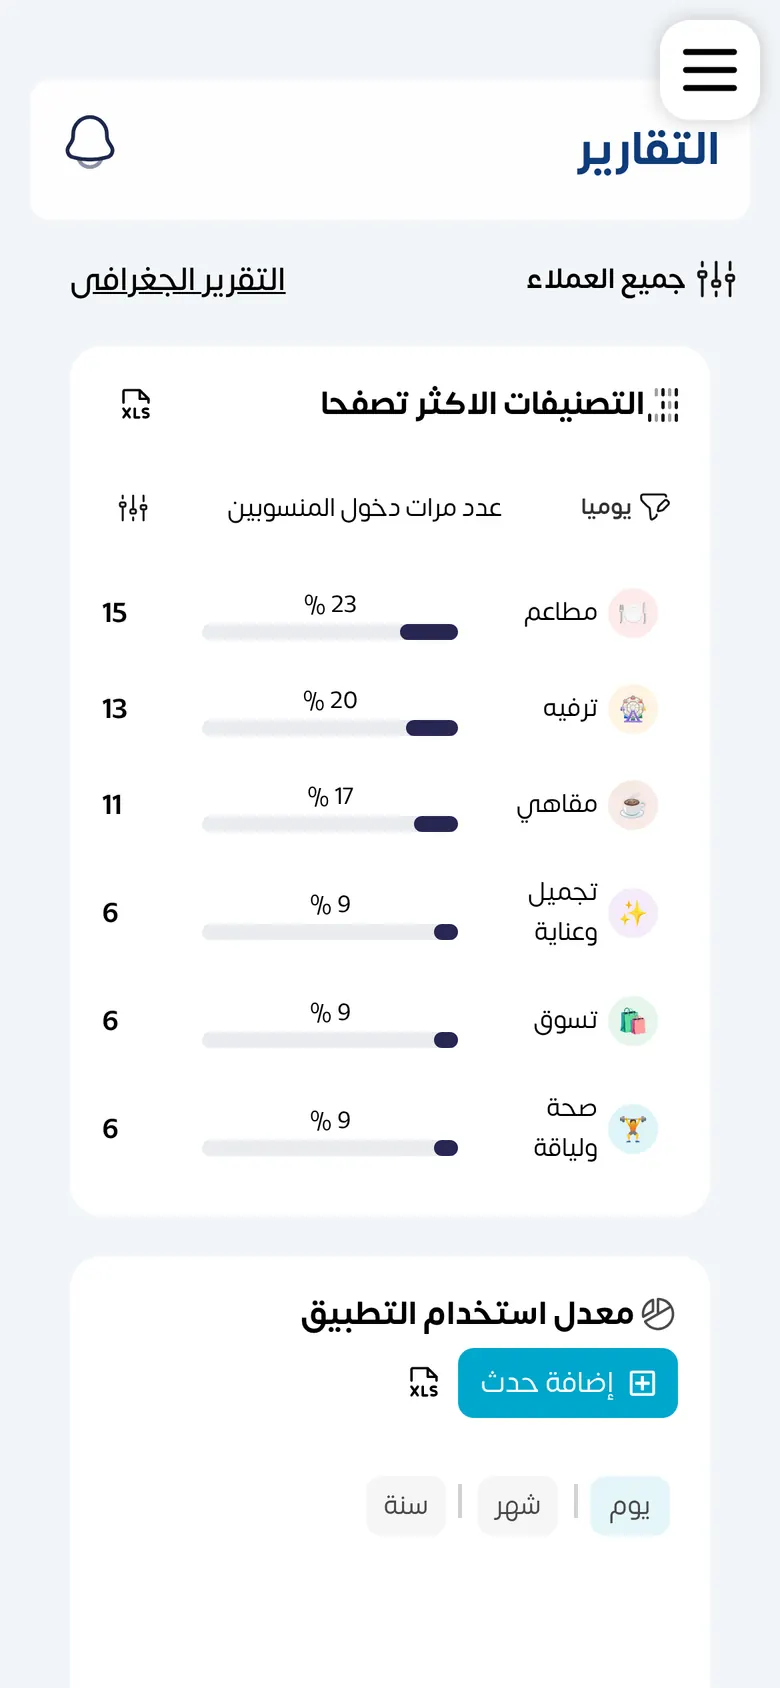 التقارير
جميع العملاء
التقرير الجغرافى
التصنيفات الاكثر تصفحا
XLS
يوميا
عدد مرات دخول المنسوبين
مطاعم
23 %
15
ترفيه
20 %
13
مقاهي
17 %
11
تجميل
وعناية
9 %
6
تسوق
9 %
6
صحة
ولياقة
9 %
6
معدل استخدام التطبيق
إضافة حدث
XLS
يوم
شهر
سنة